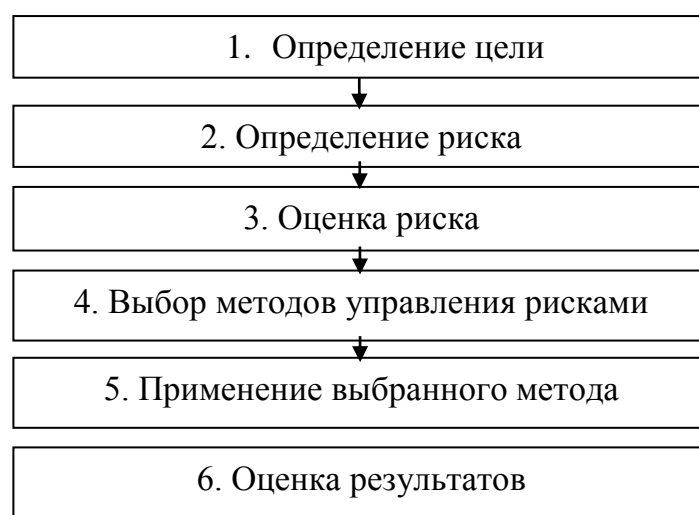 1. Определение цели
2. Определение риска
3. Оценка риска
4. Выбор методов управления рисками
5. Применение выбранного метода
6. Оценка результатов